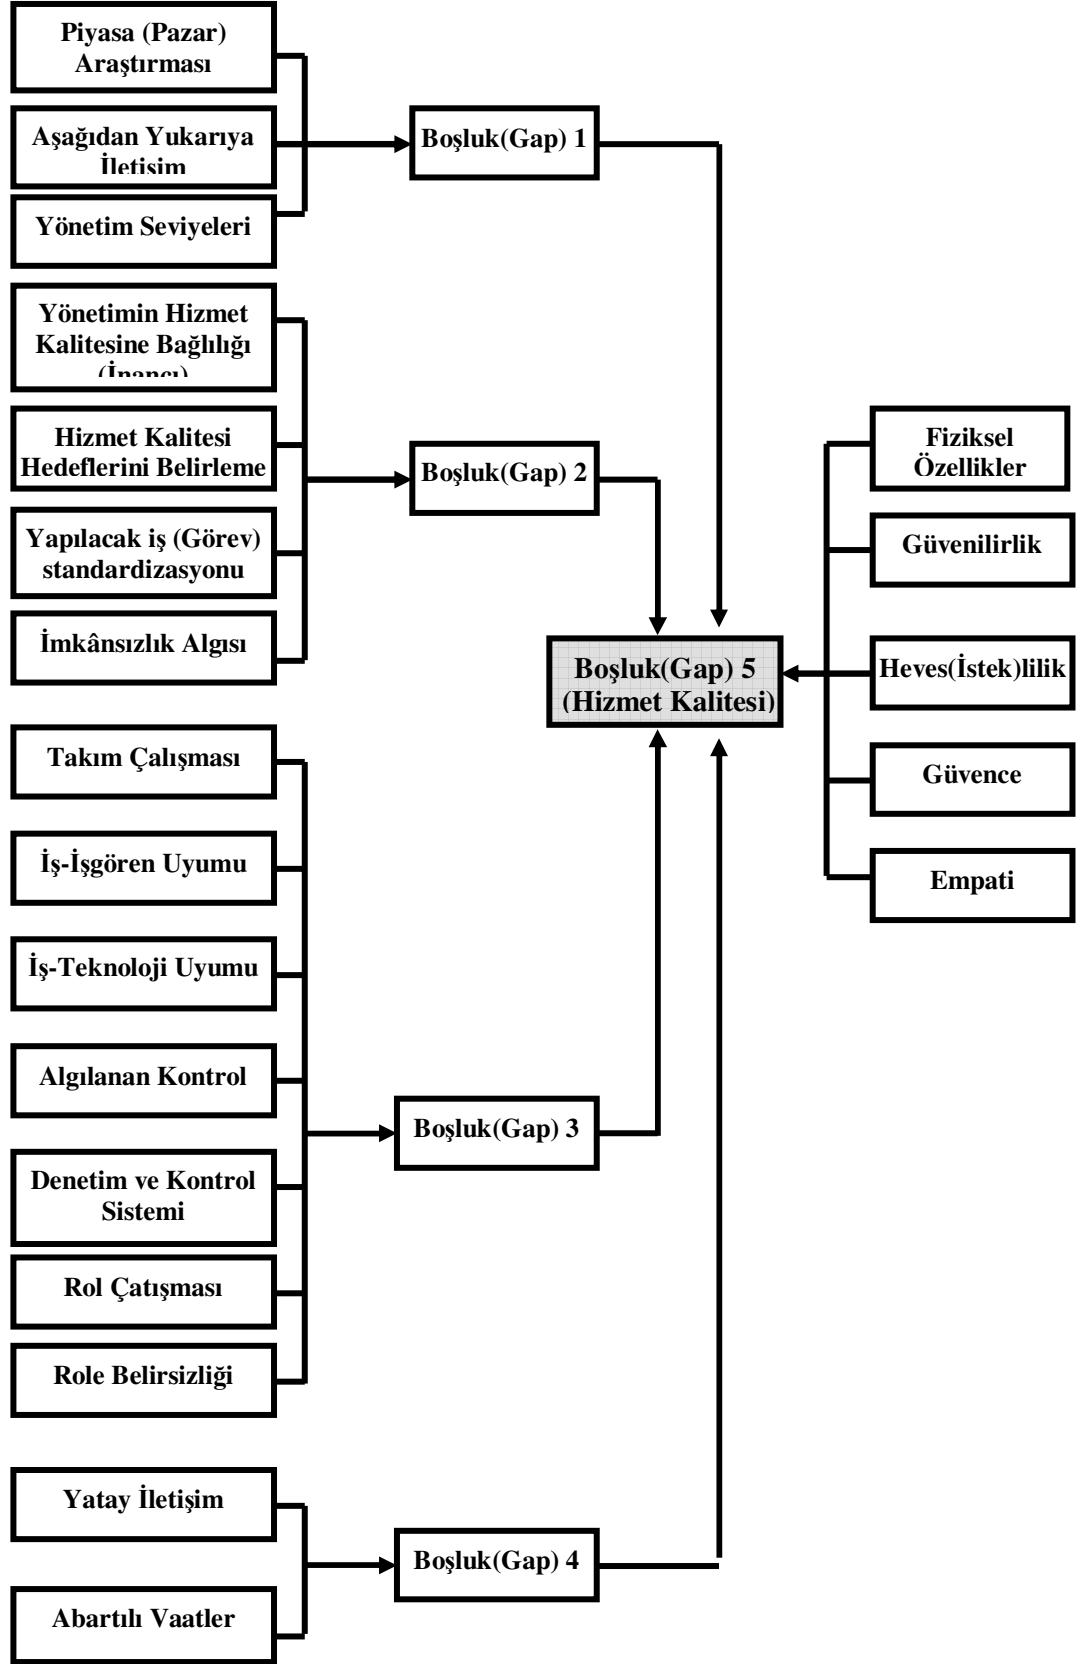 Piyasa (Pazar)
Araştırması
Aşağıdan Yukarıya
İletişim
Yönetim Seviyeleri
Boşluk(Gap) 1
Yönetimin Hizmet
Kalitesine Bağlılığı
(İnancı)
Hizmet Kalitesi
Hedeflerini Belirleme
Yapılacak iş (Görev)
standardizasyonu
İmkânsızlık Algısı
Boşluk(Gap) 2
Boşluk(Gap) 5
(Hizmet Kalitesi)
Fiziksel
Özellikler
Güvenilirlik
Heves(İstek)lilik
Güvence
Empati
Takım Çalışması
İş-İşgören Uyumu
İş-Teknoloji Uyumu
Algılanan Kontrol
Denetim ve Kontrol
Sistemi
Rol Çatışması
Role Belirsizliği
Boşluk(Gap) 3
Yatay İletişim
Abartılı Vaatler
Boşluk(Gap) 4